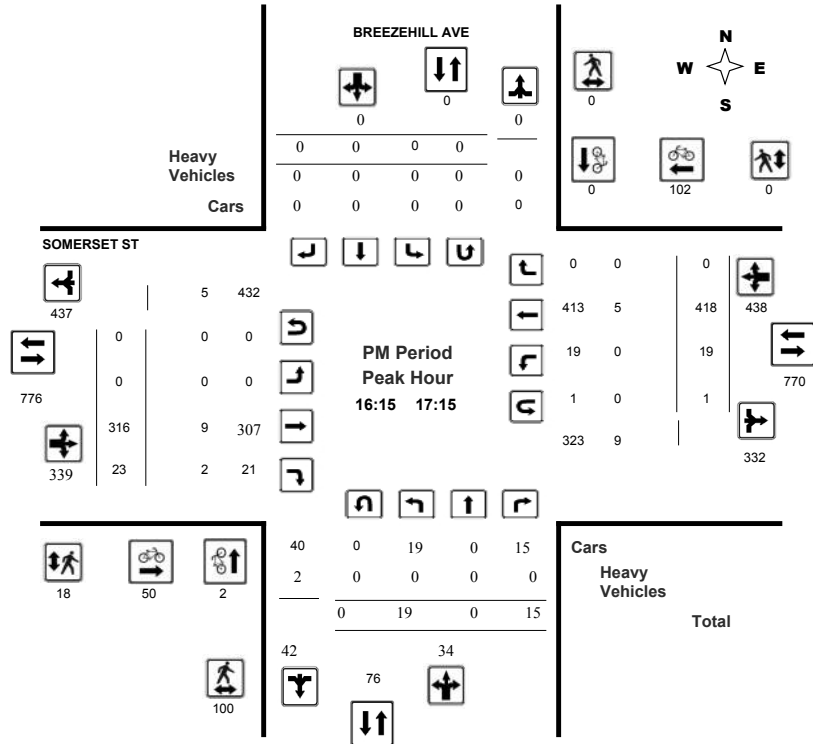 BREEZEHILL AVE
N
W E
S
0
0
0 0
0 0 0 0
Heavy
Vehicles
0 0 0 0 0
Cars
0 0 0 0 0
0 102 0
SOMERSET ST
437
5 432
0 0 0
776
0 0 0
316 9 307
339
23 2 21
PM Period
Peak Hour
16:15 17:15
0 0 0
413 5 418 438
19 0 19
770
1 0 1
323 9
332
40 0 19 0 15
Cars
2 0 0 0 0
Heavy
Vehicles
0 19 0 15
Total
18 50 2
42 34
76
100